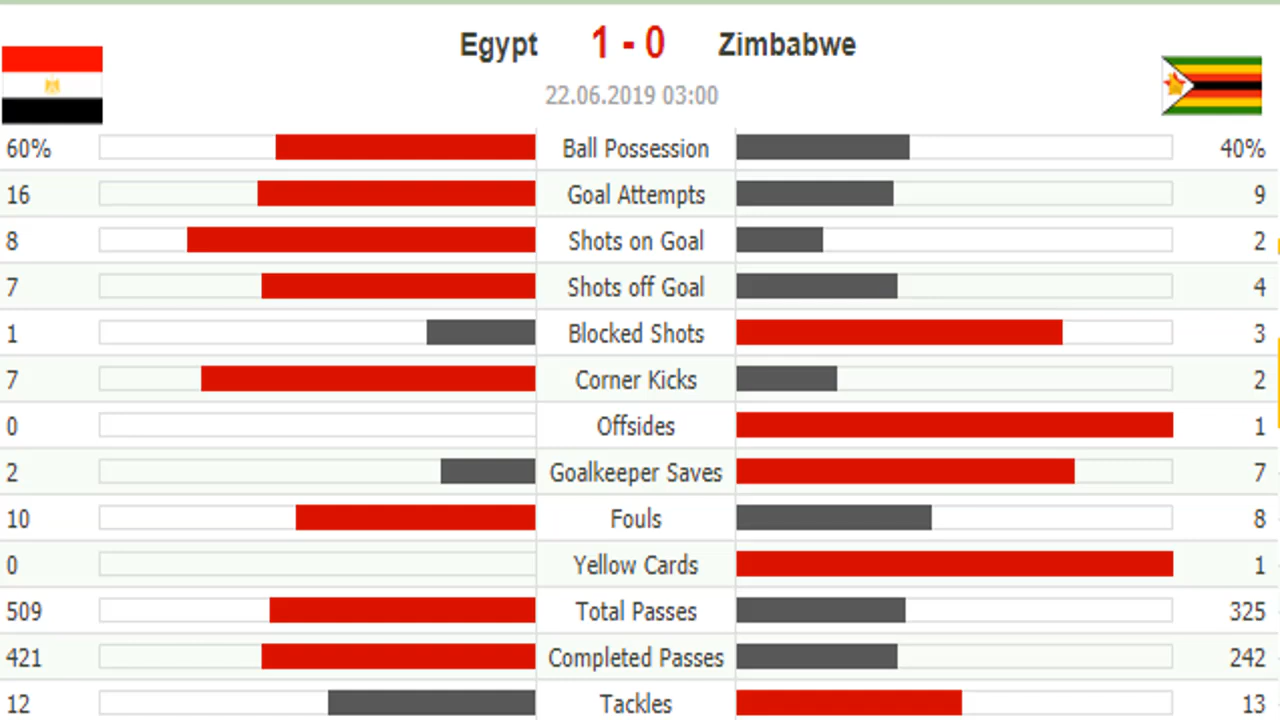 Egypt 1 - 0 Zimbabwe
22.06.2019 03:00
60% Ball Possession 40%
16 Goal Attempts 9
8 Shots on Goal 2
7 Shots off Goal 4
1 Blocked Shots 3
7 Corner Kicks 2
0 Offsides 1
2 Goalkeeper Saves 7
10 Fouls 8
0 Yellow Cards 1
509 Total Passes 325
421 Completed Passes 242
12 Tackles 13